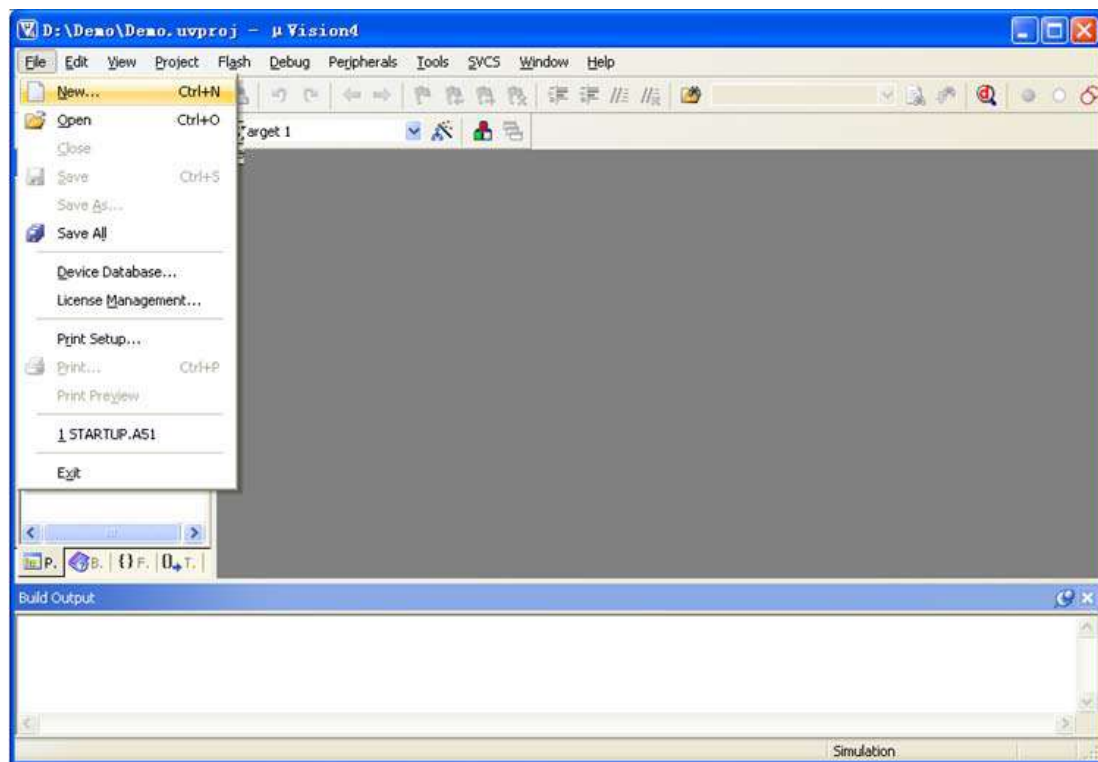 D:\Demo\Demo.uvproj - µVision4
File Edit View Project Flash Debug Peripherals Tools SVCS Window Help
New... Ctrl+N
Open Ctrl+O
arget 1
Close
Save Ctrl+S
Save As...
Save All
Device Database...
License Management...
Print Setup...
Print... Ctrl+P
Print Preview
1 STARTUP.A51
Exit
P. B. {} F. 0 T.
Build Output
Simulation